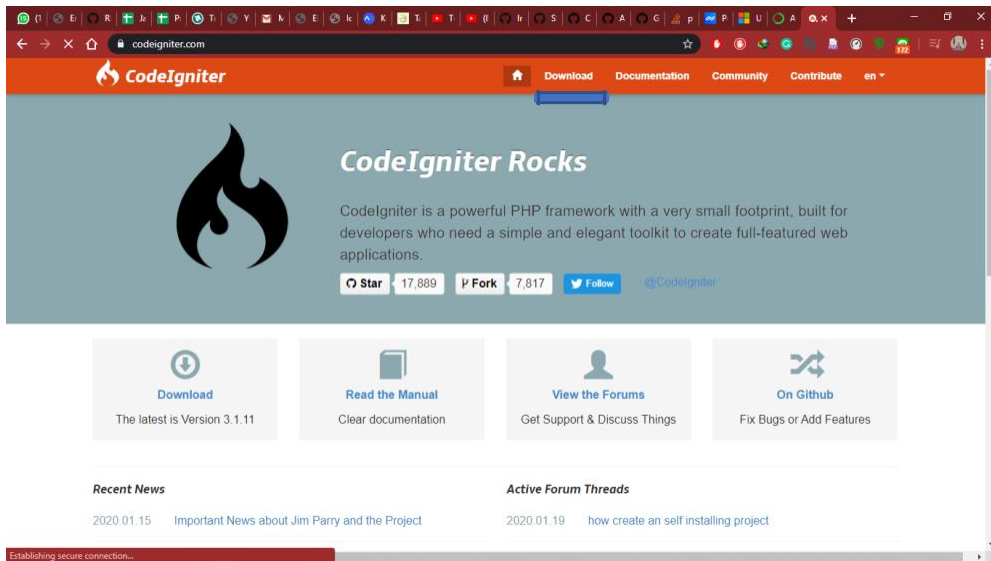 codeigniter.com
172
CodeIgniter
Download Documentation Community Contribute en
CodeIgniter Rocks
CodeIgniter is a powerful PHP framework with a very small footprint, built for
developers who need a simple and elegant toolkit to create full-featured web
applications.
Star 17,889 Fork 7,817 Follow @CodeIgniter
Download
The latest is Version 3.1.11
Read the Manual
Clear documentation
View the Forums
Get Support & Discuss Things
On Github
Fix Bugs or Add Features
Recent News
2020.01.15 Important News about Jim Parry and the Project
Active Forum Threads
2020.01.19 how create an self installing project
Establishing secure connection...